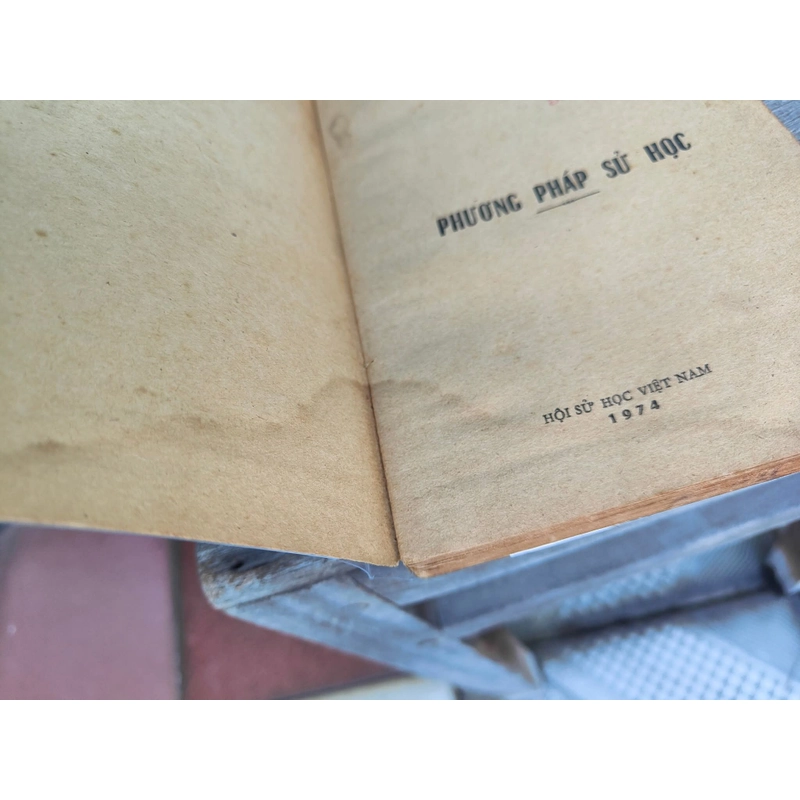 PHƯƠNG PHÁP SỬ HỌC
HỘI SỬ HỌC VIỆT NAM
1974